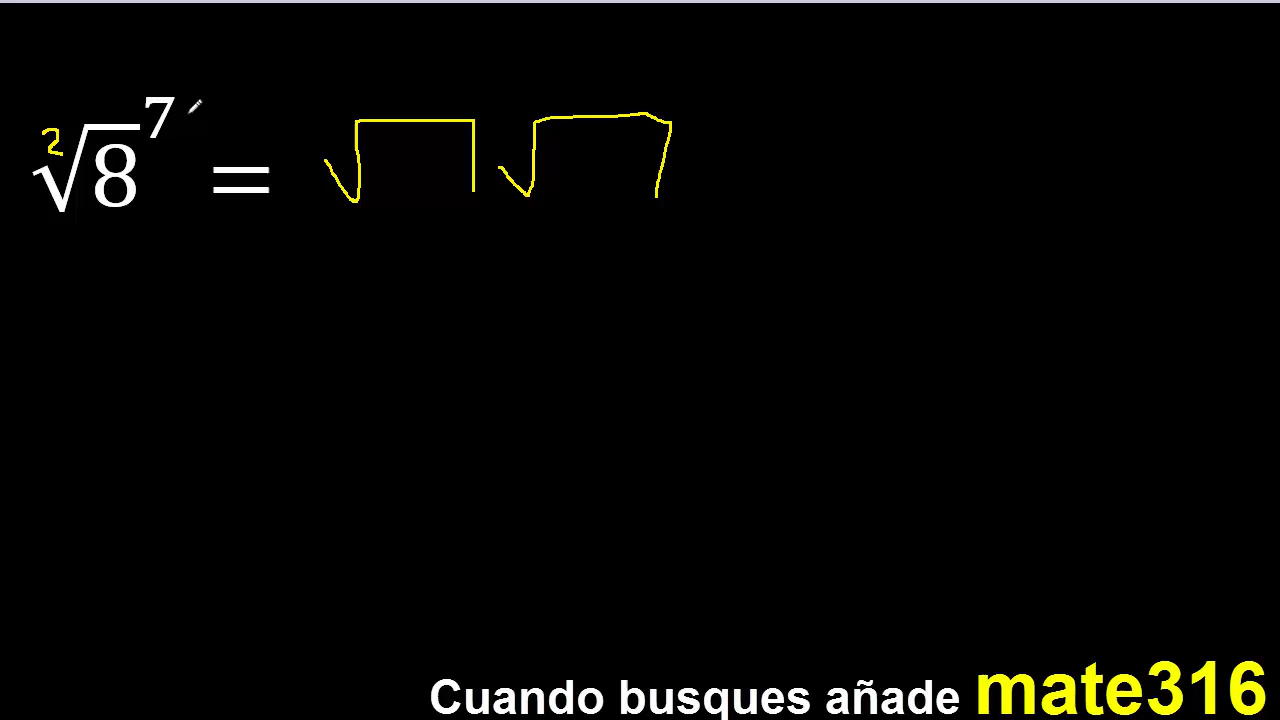 ²√8⁷ = √ √
Cuando busques añade mate316